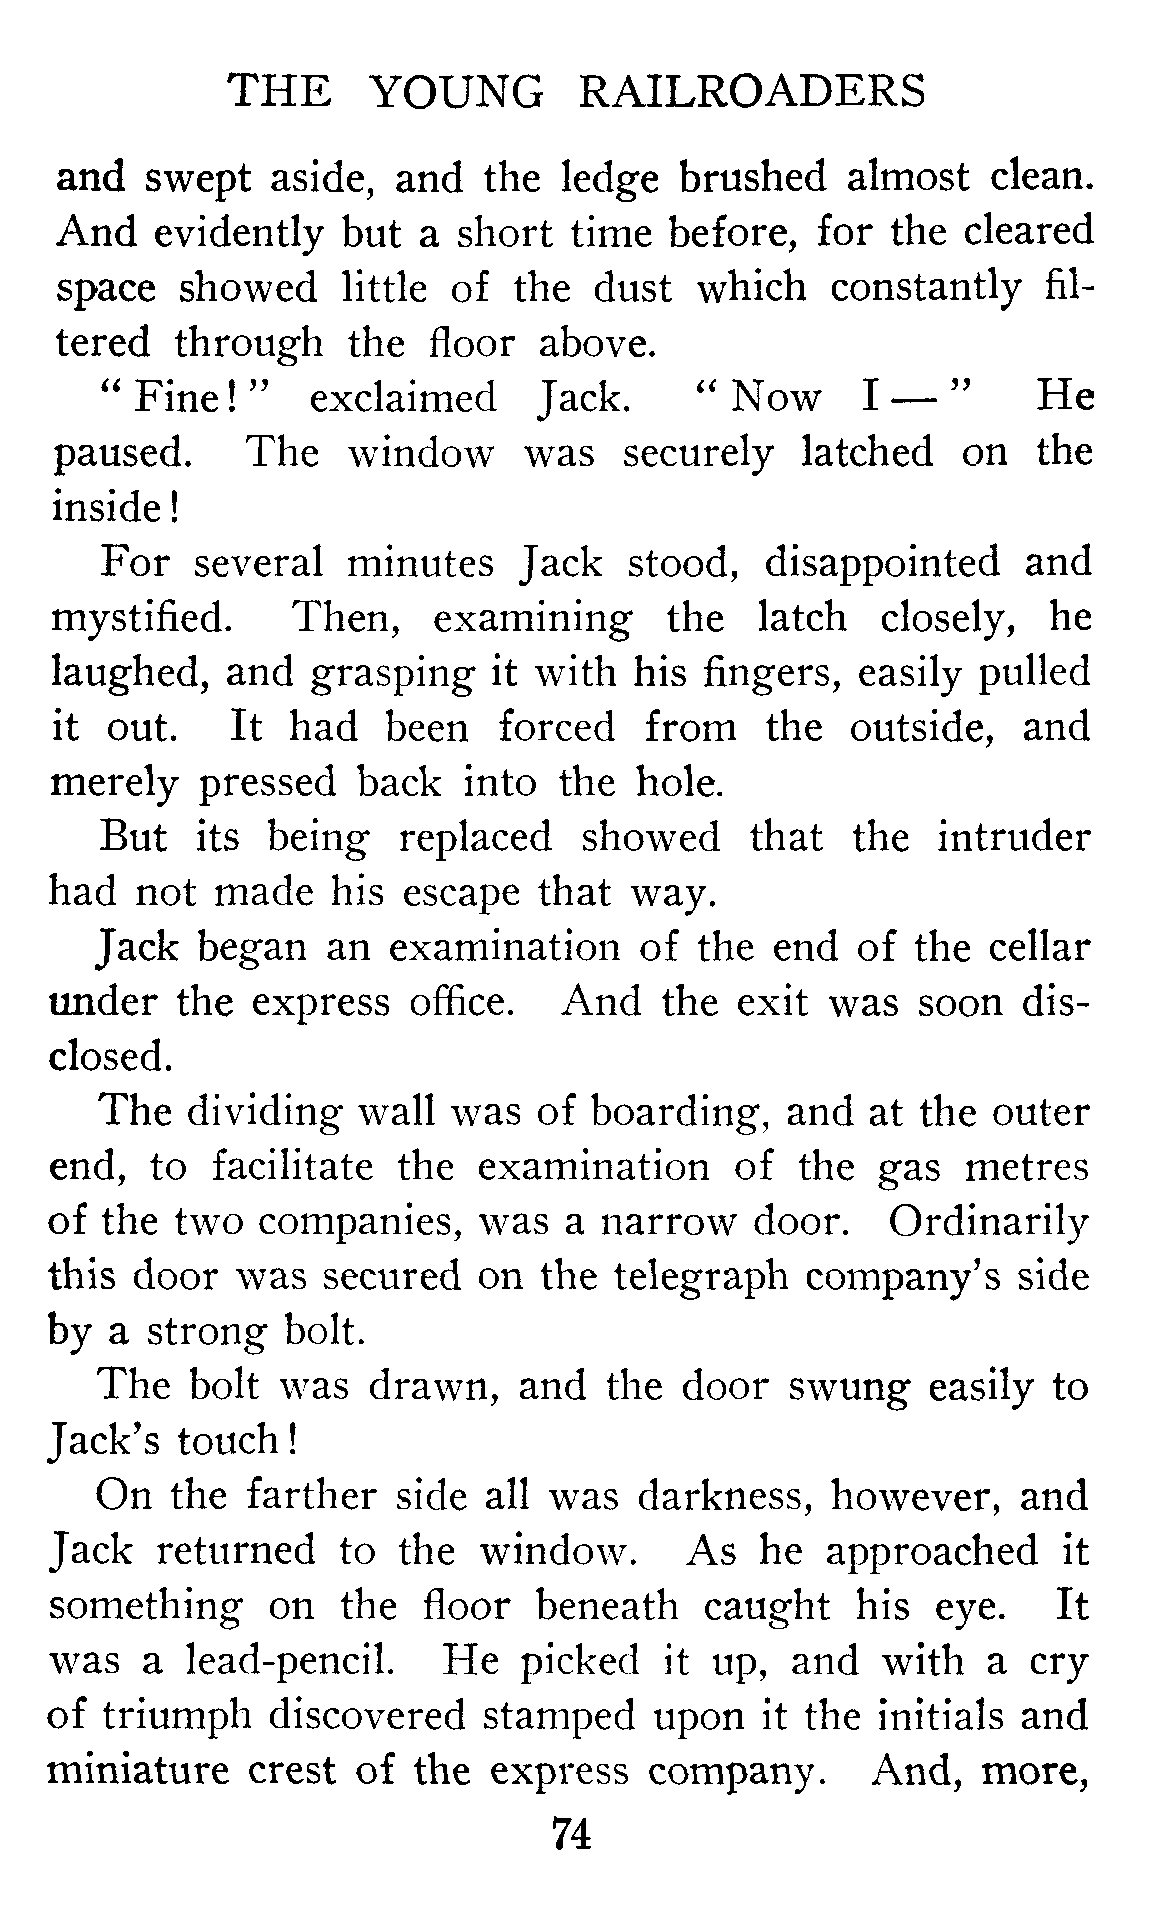 THE YOUNG RAILROADERS
and swept aside, and the ledge brushed almost clean.
And evidently but a short time before, for the cleared
space showed little of the dust which constantly fil-
tered through the floor above.
" Fine! " exclaimed Jack. " Now I — " He
paused. The window was securely latched on the
inside!
For several minutes Jack stood, disappointed and
mystified. Then, examining the latch closely, he
laughed, and grasping it with his fingers, easily pulled
it out. It had been forced from the outside, and
merely pressed back into the hole.
But its being replaced showed that the intruder
had not made his escape that way.
Jack began an examination of the end of the cellar
under the express office. And the exit was soon dis-
closed.
The dividing wall was of boarding, and at the outer
end, to facilitate the examination of the gas metres
of the two companies, was a narrow door. Ordinarily
this door was secured on the telegraph company's side
by a strong bolt.
The bolt was drawn, and the door swung easily to
Jack's touch!
On the farther side all was darkness, however, and
Jack returned to the window. As he approached it
something on the floor beneath caught his eye. It
was a lead-pencil. He picked it up, and with a cry
of triumph discovered stamped upon it the initials and
miniature crest of the express company. And, more,
74